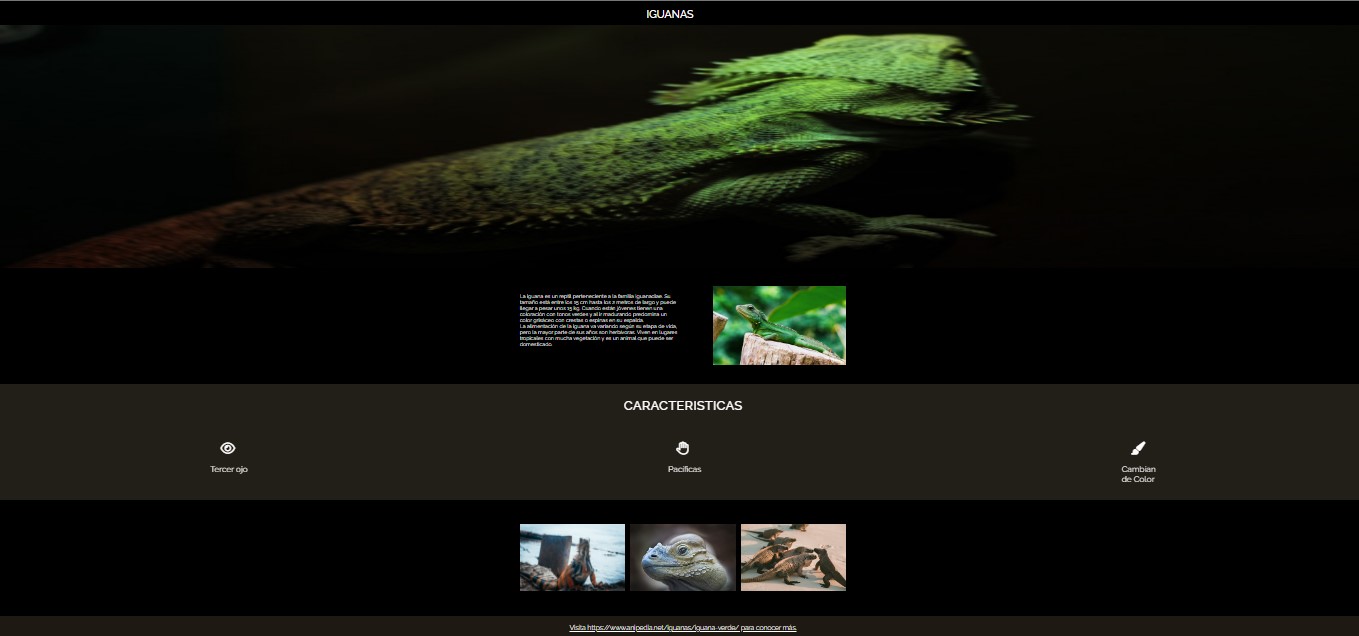 IGUANAS
La iguana es un reptil perteneciente a la familia Iguanadiae. Su
tamaño está entre los 15 cm hasta los 2 metros de largo y puede
llegar a pesar unos 15 kg. Cuando están jóvenes tienen una
coloración con tonos verdes y al ir madurando predomina un
color grisáceo con crestas o espinas en su espalda.
La alimentación de la iguana va variando según su etapa de vida,
pero la mayor parte de sus años son herbívoras. Viven en lugares
tropicales con mucha vegetación y es un animal que puede ser
domesticado.
CARACTERISTICAS
Tercer ojo
Pacificas
Cambian
de Color
Visita https://www.anipedia.net/iguanas/iguana-verde/ para conocer más.